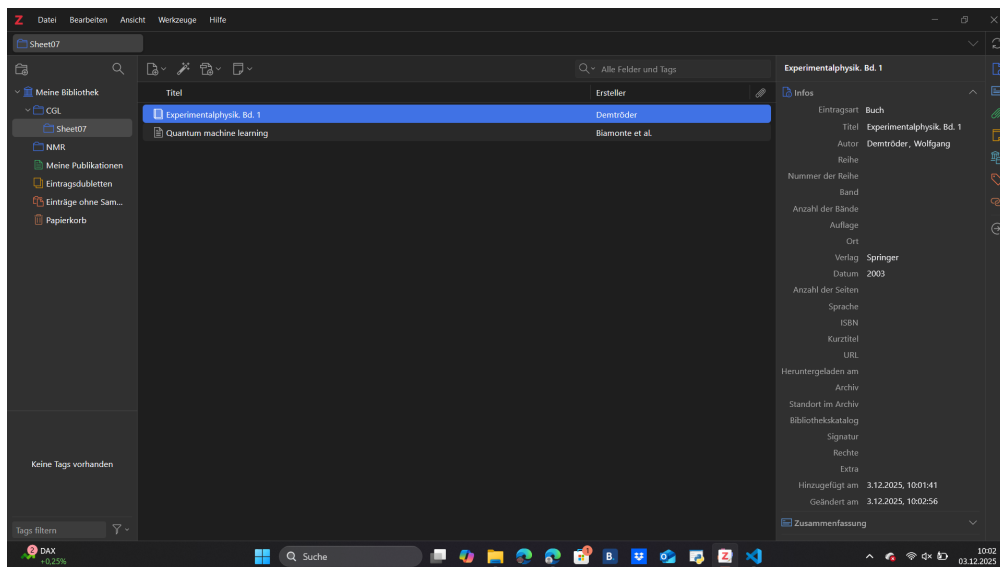 Z Datei Bearbeiten Ansicht Werkzeuge Hilfe
Sheet07
Alle Felder und Tags
Meine Bibliothek
CGL
Sheet07
NMR
Meine Publikationen
Eintragsdubletten
Einträge ohne Sam...
Papierkorb
Keine Tags vorhanden
Tags filtern
Titel Ersteller
Experimentalphysik. Bd. 1 Demtröder
Quantum machine learning Biamonte et al.
Experimentalphysik. Bd. 1
Infos
Eintragsart Buch
Titel Experimentalphysik. Bd. 1
Autor Demtröder, Wolfgang
Reihe
Nummer der Reihe
Band
Anzahl der Bände
Auflage
Ort
Verlag Springer
Datum 2003
Anzahl der Seiten
Sprache
ISBN
Kurztitel
URL
Heruntergeladen am
Archiv
Standort im Archiv
Bibliothekskatalog
Signatur
Rechte
Extra
Hinzugefügt am 3.12.2025, 10:01:41
Geändert am 3.12.2025, 10:02:56
Zusammenfassung
2 DAX
+0,25%
Suche
B.
Z
10:02
03.12.2025